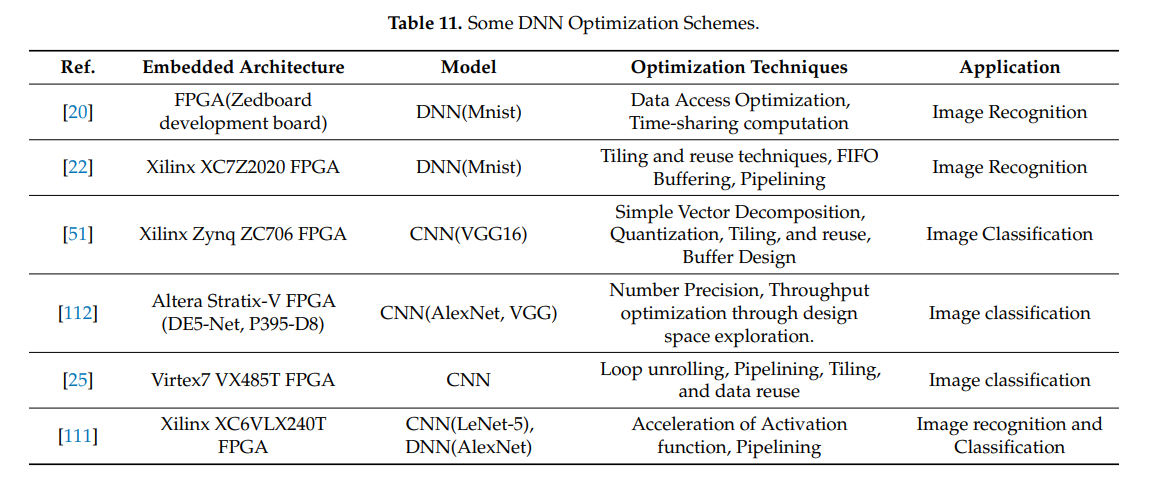 Table 11. Some DNN Optimization Schemes.
Ref. Embedded Architecture Model Optimization Techniques Application
[20] FPGA(Zedboard development board) DNN(Mnist) Data Access Optimization, Time-sharing computation Image Recognition
[22] Xilinx XC7Z2020 FPGA DNN(Mnist) Tiling and reuse techniques, FIFO Buffering, Pipelining Image Recognition
[51] Xilinx Zynq ZC706 FPGA CNN(VGG16) Simple Vector Decomposition, Quantization, Tiling, and reuse, Buffer Design Image Classification
[112] Altera Stratix-V FPGA (DE5-Net, P395-D8) CNN(AlexNet, VGG) Number Precision, Throughput optimization through design space exploration. Image classification
[25] Virtex7 VX485T FPGA CNN Loop unrolling, Pipelining, Tiling, and data reuse Image classification
[111] Xilinx XC6VLX240T FPGA CNN(LeNet-5), DNN(AlexNet) Acceleration of Activation function, Pipelining Image recognition and Classification